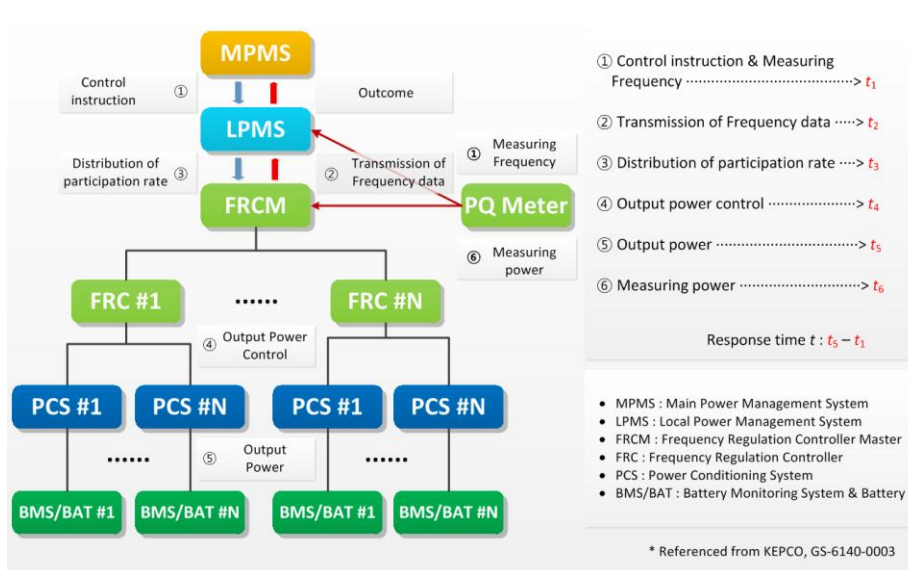 MPMS
Control
instruction
①
Outcome
LPMS
Distribution of
participation rate
③
②
Transmission of
Frequency data
①
Measuring
Frequency
FRCM
PQ Meter
⑥
Measuring
power
FRC #1
......
FRC #N
④
Output Power
Control
PCS #1
PCS #N
PCS #1
PCS #N
......
⑤
Output
Power
......
BMS/BAT #1
BMS/BAT #N
BMS/BAT #1
BMS/BAT #N
① Control instruction & Measuring
Frequency ······································> t1
② Transmission of Frequency data ·····> t2
③ Distribution of participation rate ····> t3
④ Output power control ····················> t4
⑤ Output power ································> t5
⑥ Measuring power ···························> t6
Response time t : t5 – t1
• MPMS : Main Power Management System
• LPMS : Local Power Management System
• FRCM : Frequency Regulation Controller Master
• FRC : Frequency Regulation Controller
• PCS : Power Conditioning System
• BMS/BAT : Battery Monitoring System & Battery
* Referenced from KEPCO, GS-6140-0003